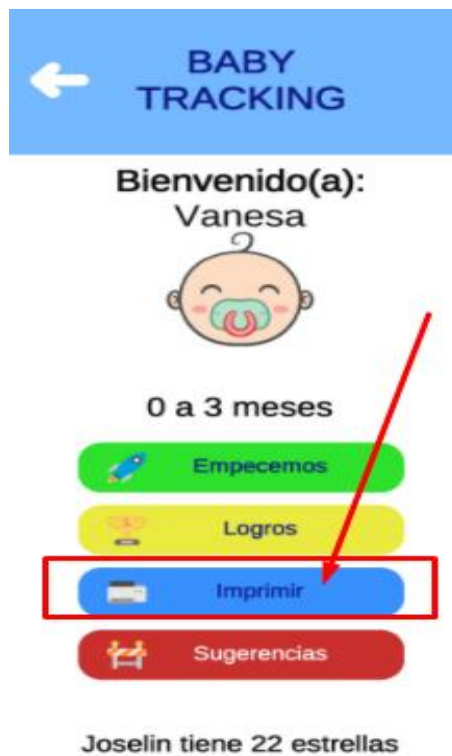 BABY
TRACKING
Bienvenido(a):
Vanesa
0 a 3 meses
Empecemos
Logros
Imprimir
Sugerencias
Joselin tiene 22 estrellas